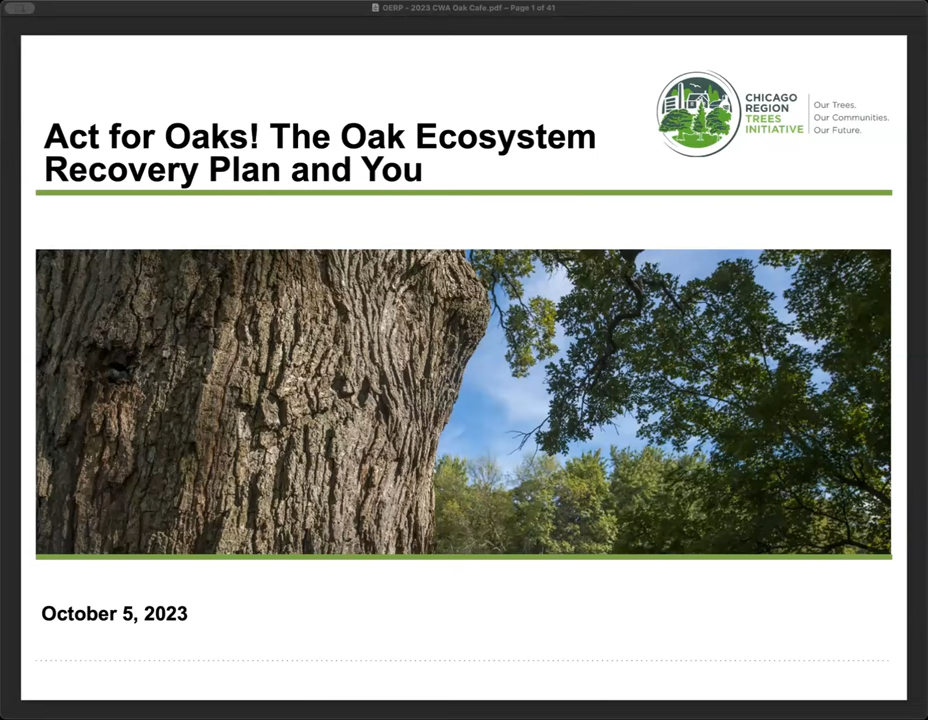 OERP - 2023 CWA Oak Cafe.pdf – Page 1 of 41
Act for Oaks! The Oak Ecosystem
Recovery Plan and You
CHICAGO
REGION
TREES
INITIATIVE
Our Trees.
Our Communities.
Our Future.
October 5, 2023